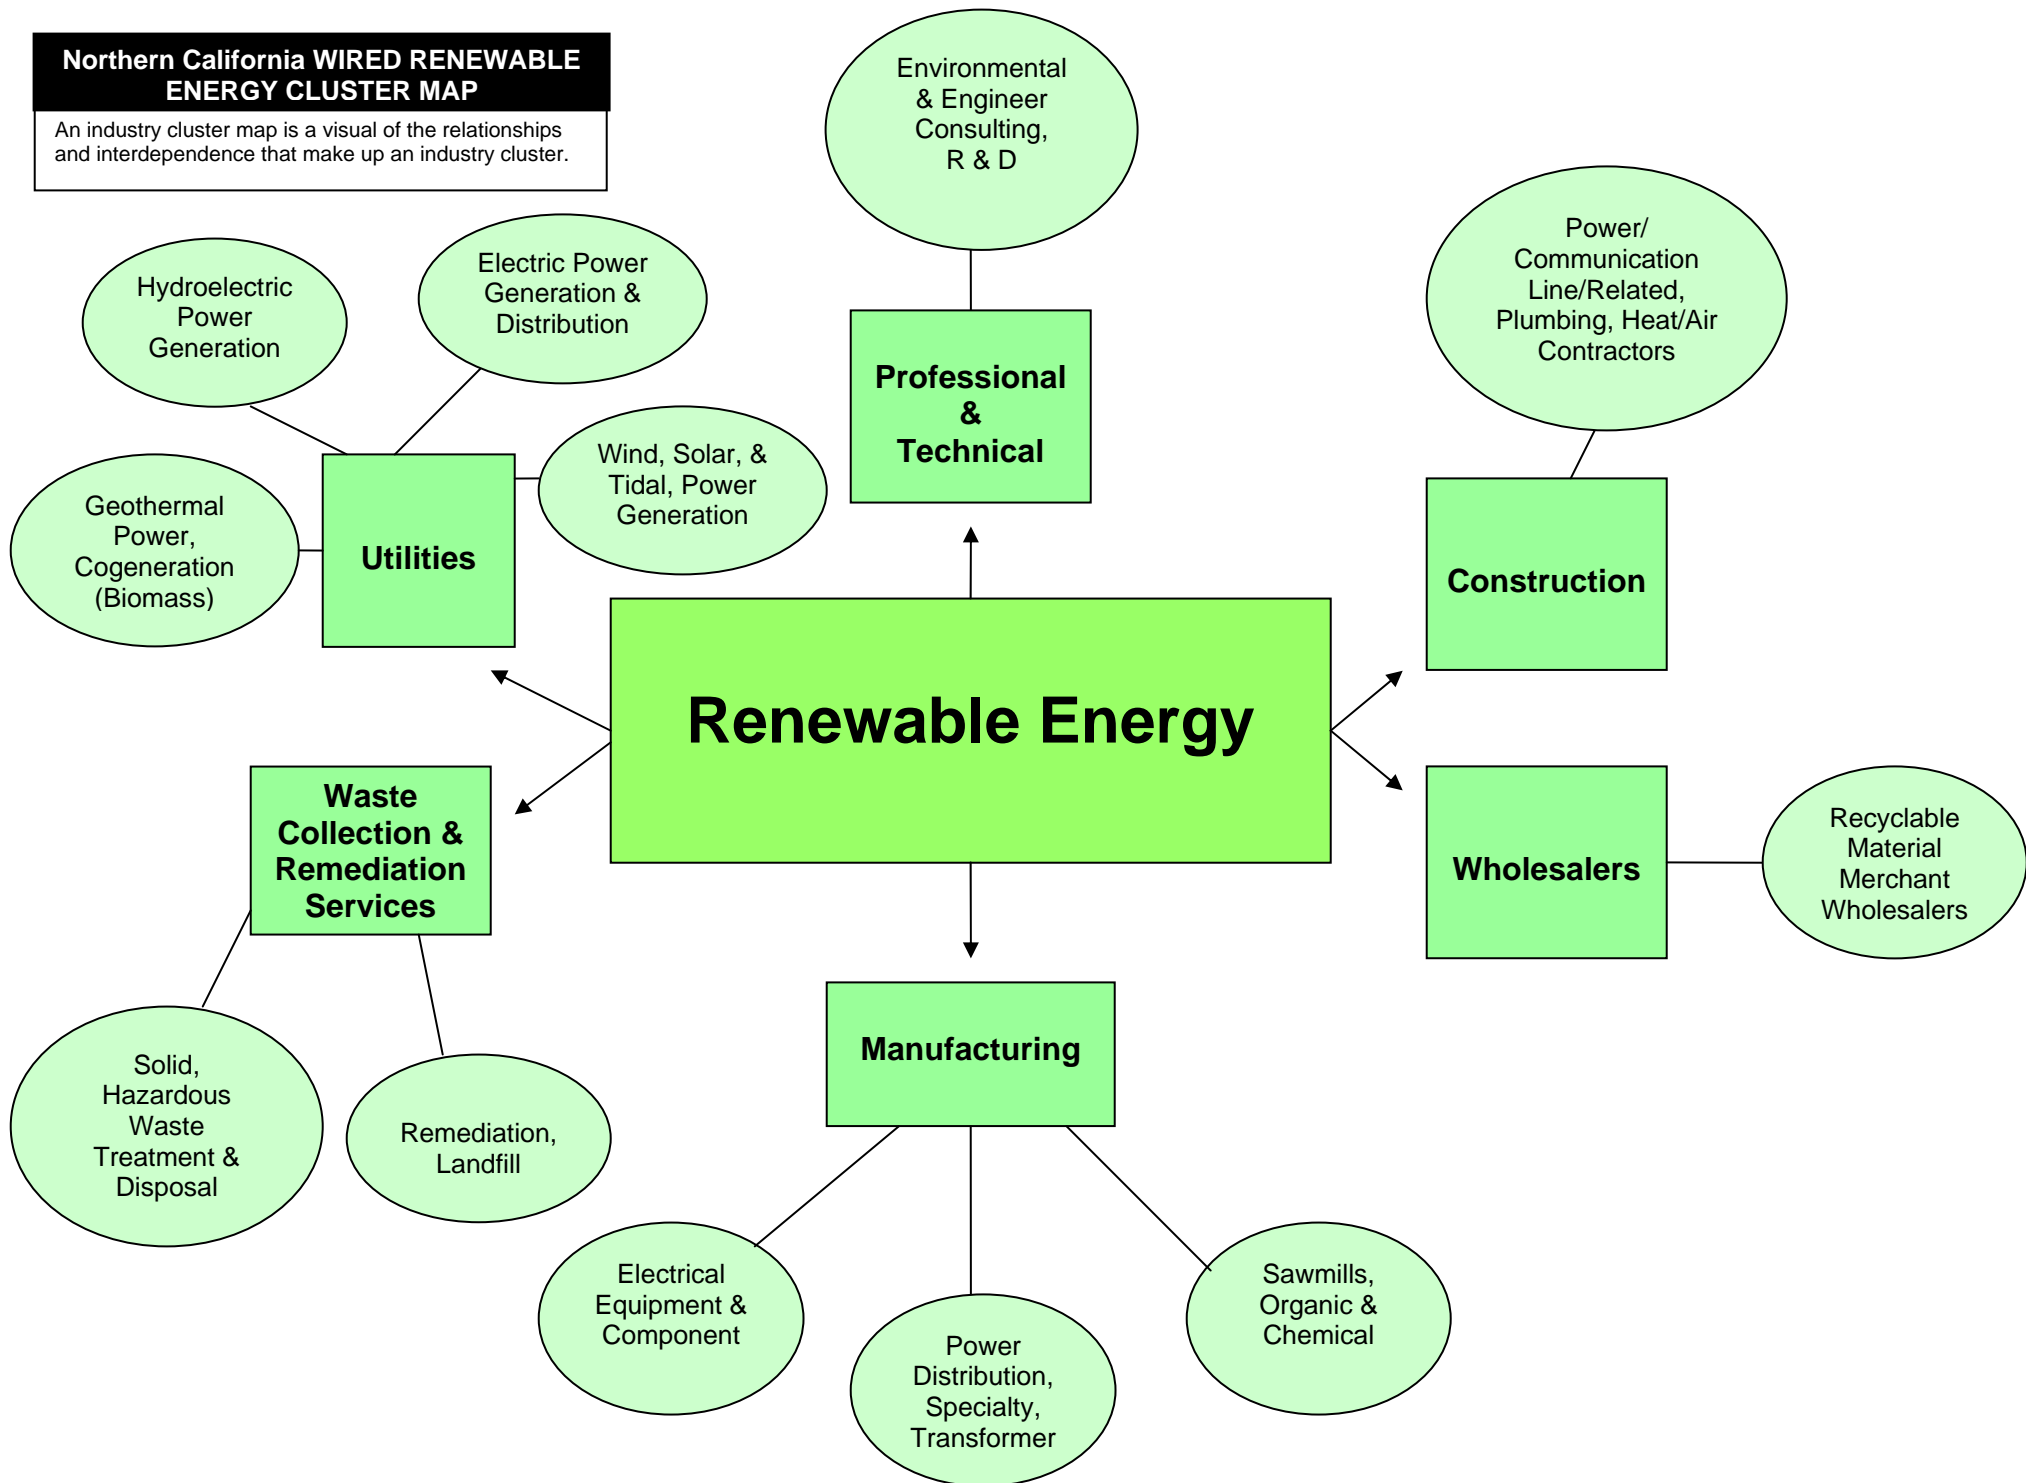 Northern California WIRED RENEWABLE
ENERGY CLUSTER MAP
An industry cluster map is a visual of the relationships
and interdependence that make up an industry cluster.
Environmental
& Engineer
Consulting,
R & D
Power/
Communication
Line/Related,
Plumbing, Heat/Air
Contractors
Hydroelectric
Power
Generation
Electric Power
Generation &
Distribution
Wind, Solar, &
Tidal, Power
Generation
Geothermal
Power,
Cogeneration
(Biomass)
Utilities
Professional
&
Technical
Construction
Renewable Energy
Waste
Collection &
Remediation
Services
Wholesalers
Recyclable
Material
Merchant
Wholesalers
Manufacturing
Solid,
Hazardous
Waste
Treatment &
Disposal
Remediation,
Landfill
Electrical
Equipment &
Component
Power
Distribution,
Specialty,
Transformer
Sawmills,
Organic &
Chemical